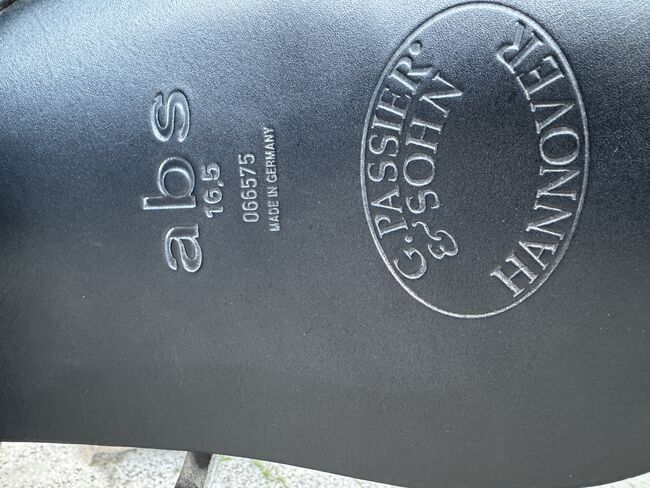 abs
16.5
066575
MADE IN GERMANY
G. PASSIER
& SOHN
HANNOVER